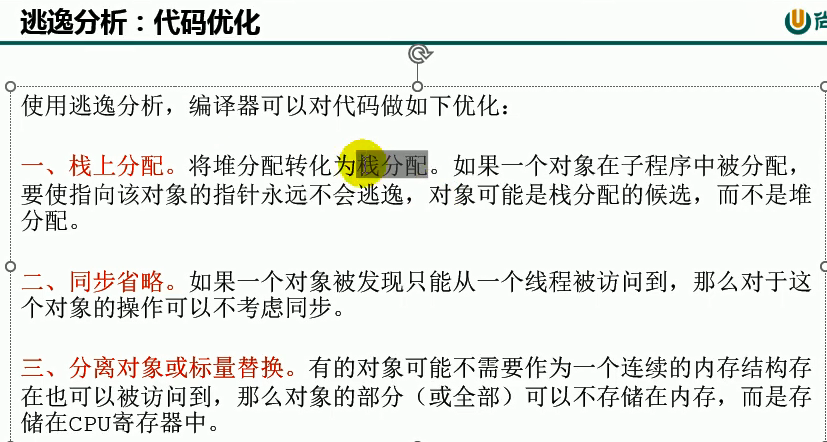 逃逸分析：代码优化
尚
使用逃逸分析，编译器可以对代码做如下优化：
一、栈上分配。将堆分配转化为栈分配。如果一个对象在子程序中被分配，
要使指向该对象的指针永远不会逃逸，对象可能是栈分配的候选，而不是堆
分配。
二、同步省略。如果一个对象被发现只能从一个线程被访问到，那么对于这
个对象的操作可以不考虑同步。
三、分离对象或标量替换。有的对象可能不需要作为一个连续的内存结构存
在也可以被访问到，那么对象的部分（或全部）可以不存储在内存，而是存
储在CPU寄存器中。